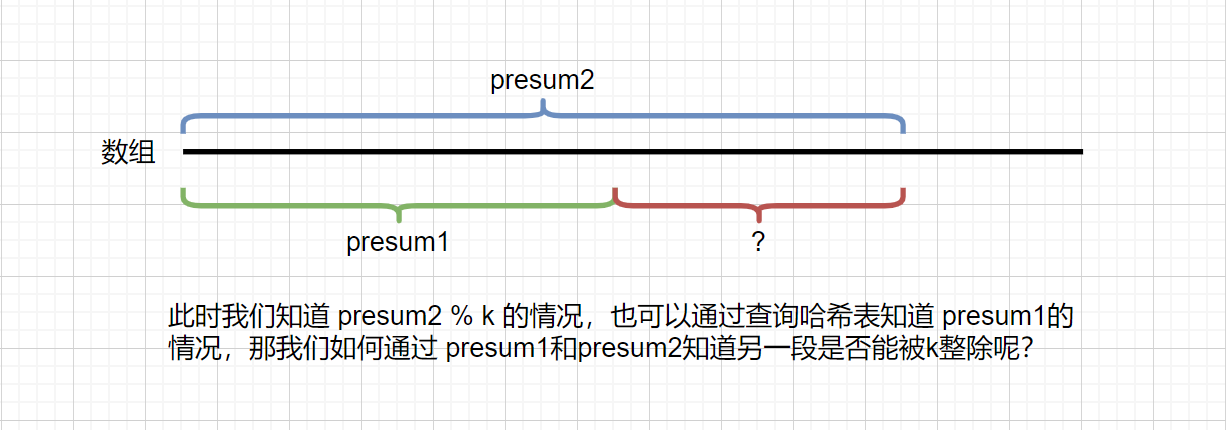 presum2
数组
presum1
?
此时我们知道 presum2 % k 的情况，也可以通过查询哈希表知道 presum1的
情况，那我们如何通过 presum1和presum2知道另一段是否能被k整除呢？